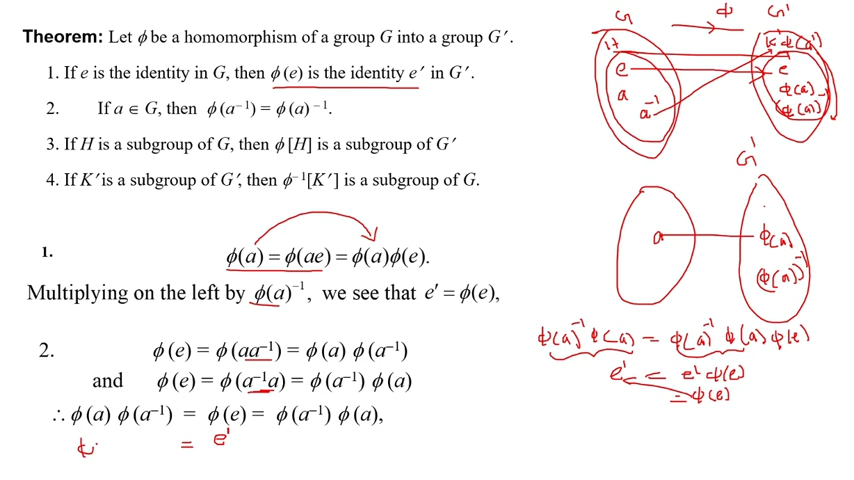 Theorem: Let ϕ be a homomorphism of a group G into a group G′.
1. If e is the identity in G, then ϕ(e) is the identity e′ in G′.
2. If a ∈ G, then ϕ(a⁻¹) = ϕ(a)⁻¹.
3. If H is a subgroup of G, then ϕ[H] is a subgroup of G′
4. If K′ is a subgroup of G′, then ϕ⁻¹[K′] is a subgroup of G.
1. ϕ(a) = ϕ(ae) = ϕ(a)ϕ(e).
Multiplying on the left by ϕ(a)⁻¹, we see that e′ = ϕ(e),
2. ϕ(e) = ϕ(aa⁻¹) = ϕ(a) ϕ(a⁻¹)
and ϕ(e) = ϕ(a⁻¹a) = ϕ(a⁻¹) ϕ(a)
∴ ϕ(a) ϕ(a⁻¹) = ϕ(e) = ϕ(a⁻¹) ϕ(a),
= e′
G ϕ G′
H
e e′
a ϕ(a)
a⁻¹ (ϕ(a))⁻¹
G′
a ϕ(a)
(ϕ(a))⁻¹
ϕ(a)⁻¹ ϕ(a) = ϕ(a)⁻¹ ϕ(a) ϕ(e)
e′ = e′ ϕ(e)
= ϕ(e)